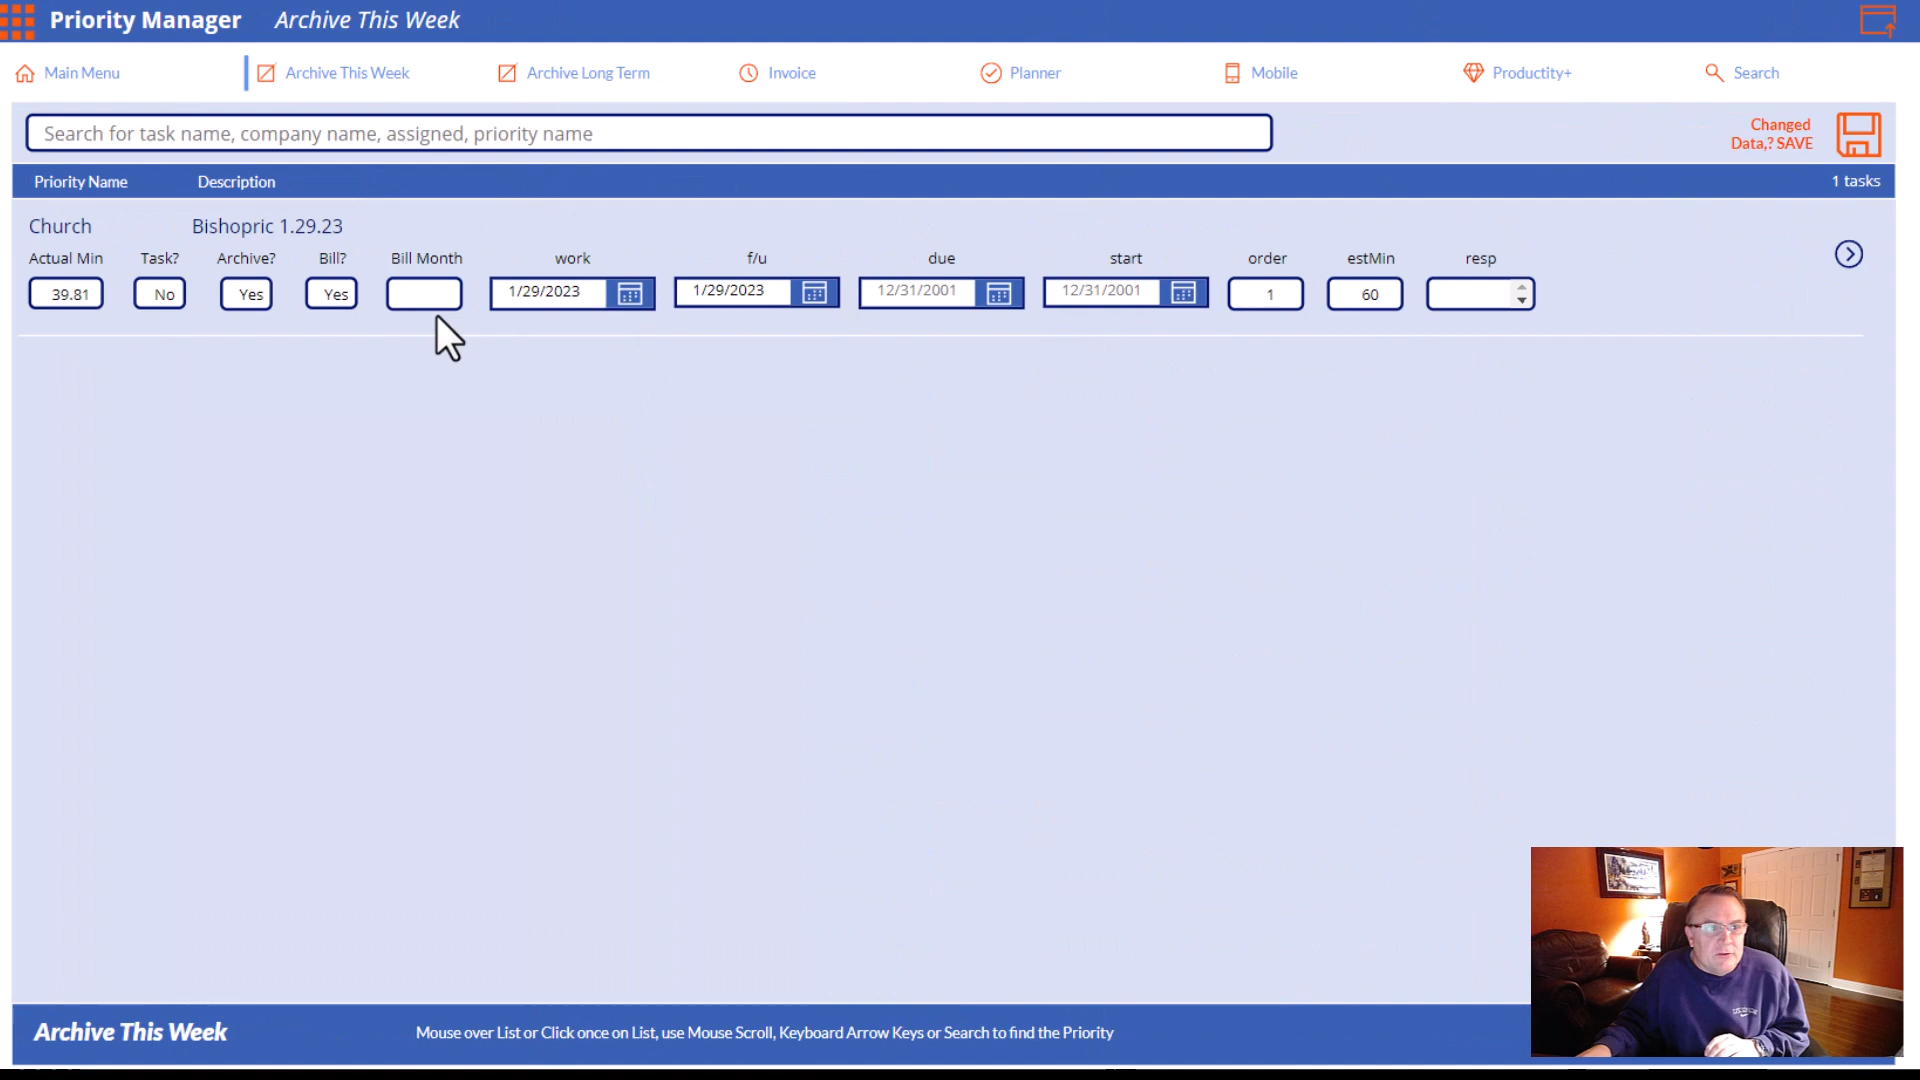 Priority Manager Archive This Week
Main Menu Archive This Week Archive Long Term Invoice Planner Mobile Productity+ Search
Search for task name, company name, assigned, priority name
Changed
Data,? SAVE
Priority Name Description 1 tasks
Church Bishopric 1.29.23
Actual Min Task? Archive? Bill? Bill Month work f/u due start order estMin resp
39.81 No Yes Yes 1/29/2023 1/29/2023 12/31/2001 12/31/2001 1 60
Archive This Week Mouse over List or Click once on List, use Mouse Scroll, Keyboard Arrow Keys or Search to find the Priority